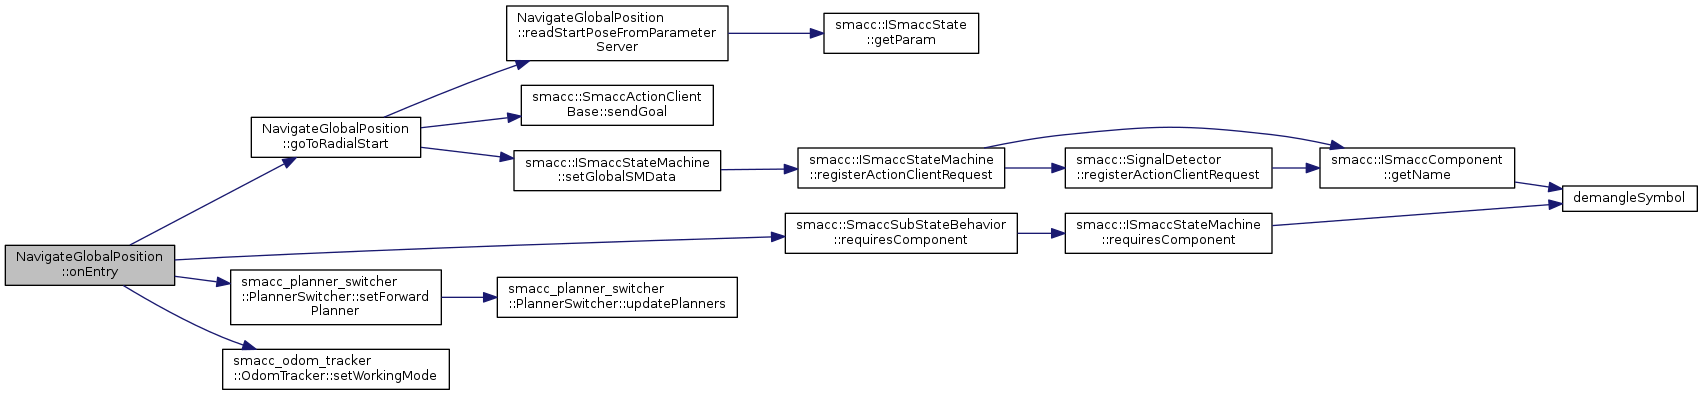 NavigateGlobalPosition
::readStartPoseFromParameter
Server
smacc::ISmaccState
::getParam
smacc::SmaccActionClient
Base::sendGoal
NavigateGlobalPosition
::goToRadialStart
smacc::ISmaccStateMachine
::setGlobalSMData
smacc::ISmaccStateMachine
::registerActionClientRequest
smacc::SignalDetector
::registerActionClientRequest
smacc::ISmaccComponent
::getName
demangleSymbol
smacc::SmaccSubStateBehavior
::requiresComponent
smacc::ISmaccStateMachine
::requiresComponent
NavigateGlobalPosition
::onEntry
smacc_planner_switcher
::PlannerSwitcher::setForward
Planner
smacc_planner_switcher
::PlannerSwitcher::updatePlanners
smacc_odom_tracker
::OdomTracker::setWorkingMode